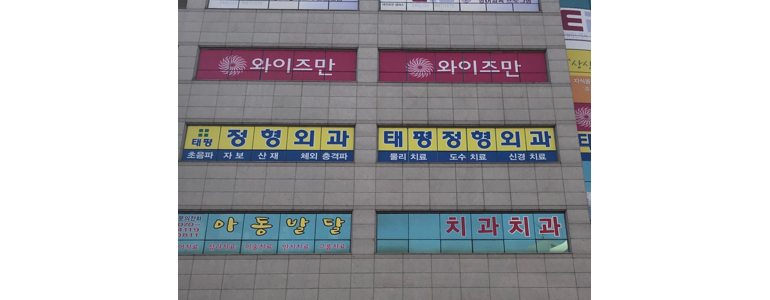 와이즈만
와이즈만
태평 정형외과
초음파 자보 산재 체외 충격파
태평정형외과
물리 치료 도수 치료 신경 치료
아동발달
치과치과